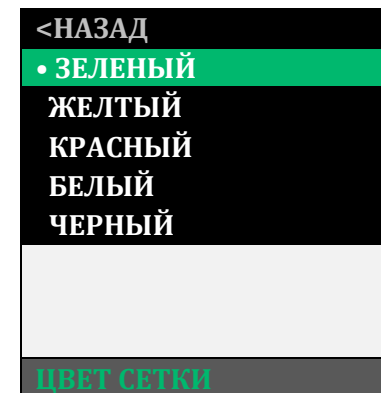 <НАЗАД
• ЗЕЛЕНЫЙ
ЖЕЛТЫЙ
КРАСНЫЙ
БЕЛЫЙ
ЧЕРНЫЙ
ЦВЕТ СЕТКИ